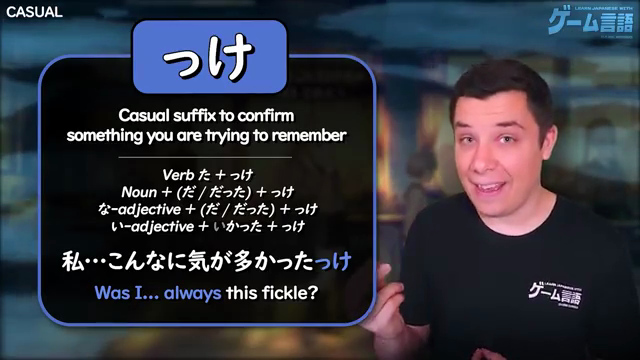 CASUAL
っけ
Casual suffix to confirm
something you are trying to remember
Verb た + っけ
Noun + (だ / だった) + っけ
な-adjective + (だ / だった) + っけ
い-adjective + いかった + っけ
私…こんなに気が多かったっけ
Was I... always this fickle?
LEARN JAPANESE WITH
ゲーム言語
ゲーム言語